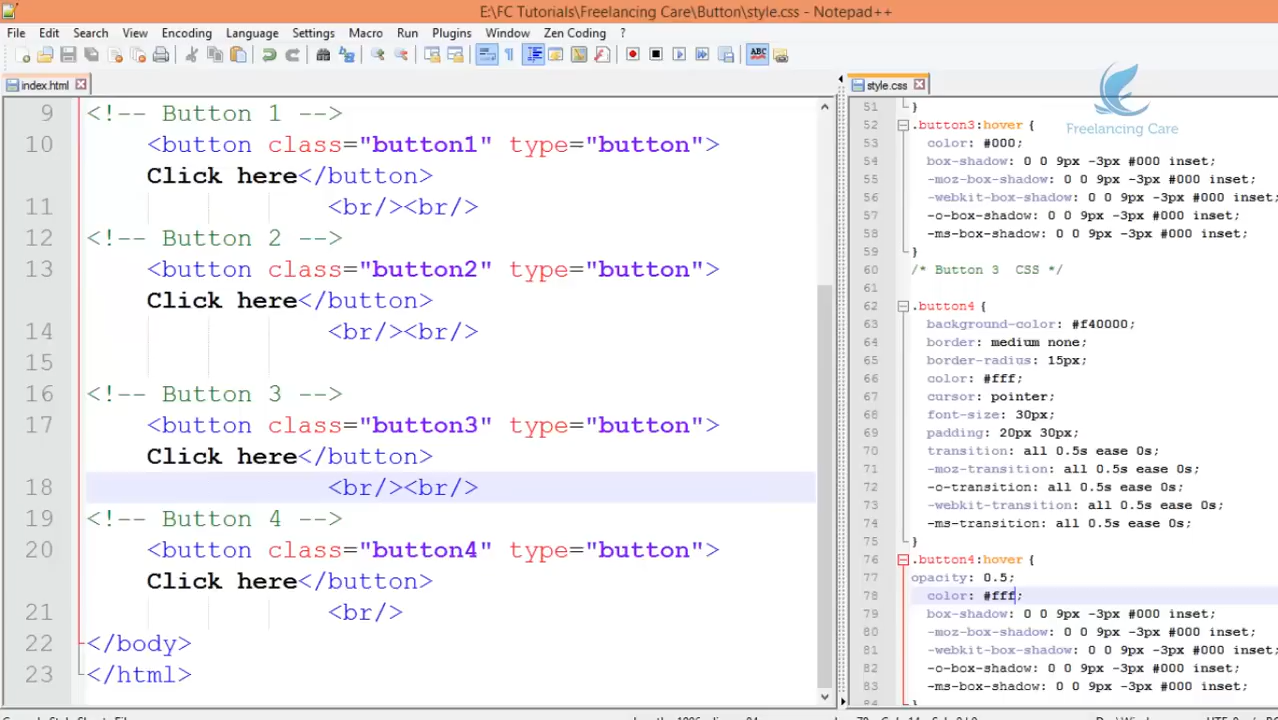 E:\FC Tutorials\Freelancing Care\Button\style.css - Notepad++
File Edit Search View Encoding Language Settings Macro Run Plugins Window Zen Coding ?
ABC
index.html
9 <!-- Button 1 -->
10 <button class="button1" type="button">
Click here</button>
11 <br/><br/>
12 <!-- Button 2 -->
13 <button class="button2" type="button">
Click here</button>
14 <br/><br/>
15
16 <!-- Button 3 -->
17 <button class="button3" type="button">
Click here</button>
18 <br/><br/>
19 <!-- Button 4 -->
20 <button class="button4" type="button">
Click here</button>
21 <br/>
22 </body>
23 </html>
style.css
Freelancing Care
51 }
52 .button3:hover {
53 color: #000;
54 box-shadow: 0 0 9px -3px #000 inset;
55 -moz-box-shadow: 0 0 9px -3px #000 inset;
56 -webkit-box-shadow: 0 0 9px -3px #000 inset;
57 -o-box-shadow: 0 0 9px -3px #000 inset;
58 -ms-box-shadow: 0 0 9px -3px #000 inset;
59 }
60 /* Button 3  CSS */
61
62 .button4 {
63 background-color: #f40000;
64 border: medium none;
65 border-radius: 15px;
66 color: #fff;
67 cursor: pointer;
68 font-size: 30px;
69 padding: 20px 30px;
70 transition: all 0.5s ease 0s;
71 -moz-transition: all 0.5s ease 0s;
72 -o-transition: all 0.5s ease 0s;
73 -webkit-transition: all 0.5s ease 0s;
74 -ms-transition: all 0.5s ease 0s;
75 }
76 .button4:hover {
77 opacity: 0.5;
78 color: #fff;
79 box-shadow: 0 0 9px -3px #000 inset;
80 -moz-box-shadow: 0 0 9px -3px #000 inset;
81 -webkit-box-shadow: 0 0 9px -3px #000 inset;
82 -o-box-shadow: 0 0 9px -3px #000 inset;
83 -ms-box-shadow: 0 0 9px -3px #000 inset;
84 }